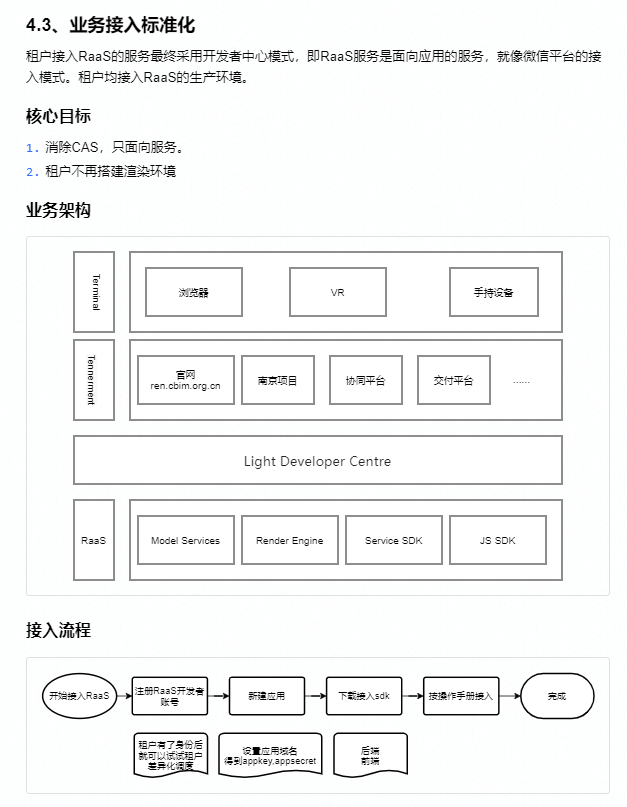 4.3、业务接入标准化
租户接入RaaS的服务最终采用开发者中心模式，即RaaS服务是面向应用的服务，就像微信平台的接
入模式。租户均接入RaaS的生产环境。
核心目标
1. 消除CAS，只面向服务。
2. 租户不再搭建渲染环境
业务架构
Terminal
浏览器
VR
手持设备
Tennerment
官网
ren.cbim.org.cn
南京项目
协同平台
交付平台
......
Light Developer Centre
RaaS
Model Services
Render Engine
Service SDK
JS SDK
接入流程
开始接入RaaS
注册RaaS开发者
账号
新建应用
下载接入sdk
按操作手册接入
完成
租户有了身份后
就可以试试租户
差异化调度
设置应用域名
得到appkey,appsecret
后端
前端